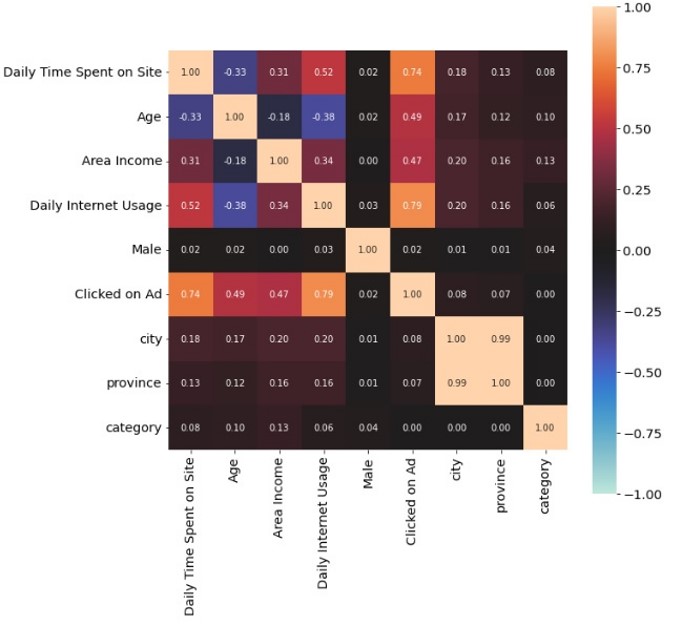 Daily Time Spent on Site 1.00 -0.33 0.31 0.52 0.02 0.74 0.18 0.13 0.08
Age -0.33 1.00 -0.18 -0.38 0.02 0.49 0.17 0.12 0.10
Area Income 0.31 -0.18 1.00 0.34 0.00 0.47 0.20 0.16 0.13
Daily Internet Usage 0.52 -0.38 0.34 1.00 0.03 0.79 0.20 0.16 0.06
Male 0.02 0.02 0.00 0.03 1.00 0.02 0.01 0.01 0.04
Clicked on Ad 0.74 0.49 0.47 0.79 0.02 1.00 0.08 0.07 0.00
city 0.18 0.17 0.20 0.20 0.01 0.08 1.00 0.99 0.00
province 0.13 0.12 0.16 0.16 0.01 0.07 0.99 1.00 0.00
category 0.08 0.10 0.13 0.06 0.04 0.00 0.00 0.00 1.00
Daily Time Spent on Site
Age
Area Income
Daily Internet Usage
Male
Clicked on Ad
city
province
category
1.00
0.75
0.50
0.25
0.00
−0.25
−0.50
−0.75
−1.00